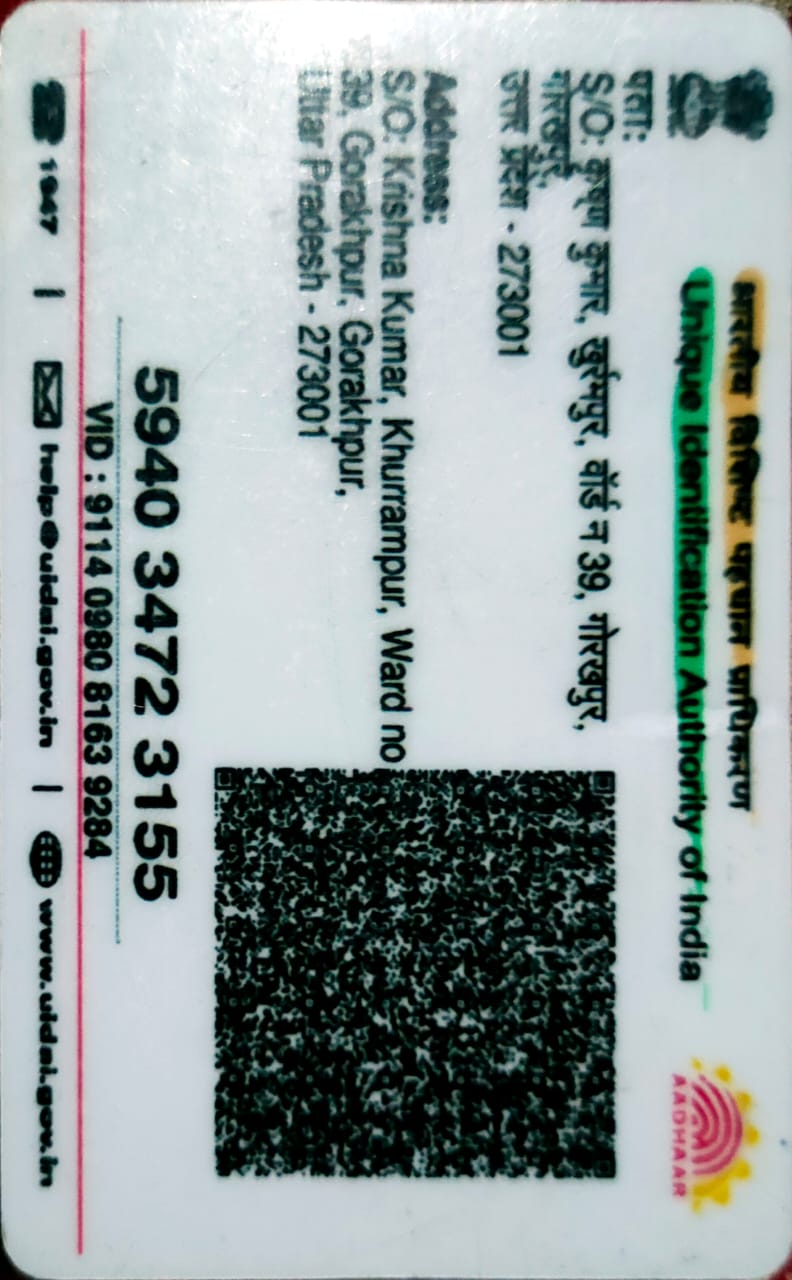 भारतीय विशिष्ट पहचान प्राधिकरण
Unique Identification Authority of India
AADHAAR
पता:
S/O: कृष्ण कुमार, खुर्रमपुर, वॉर्ड न 39, गोरखपुर,
गोरखपुर,
उत्तर प्रदेश - 273001
Address:
S/O: Krishna Kumar, Khurrampur, Ward no
39, Gorakhpur, Gorakhpur,
Uttar Pradesh - 273001
5940 3472 3155
VID : 9114 0980 8163 9284
1947 | help@uidai.gov.in | www.uidai.gov.in